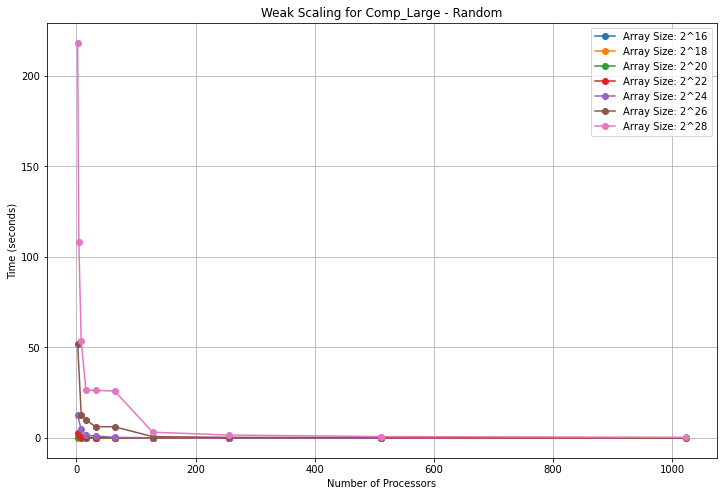 Weak Scaling for Comp_Large - Random
Array Size: 2^16
Array Size: 2^18
Array Size: 2^20
Array Size: 2^22
Array Size: 2^24
Array Size: 2^26
Array Size: 2^28
Time (seconds)
200
150
100
50
0
0 200 400 600 800 1000
Number of Processors